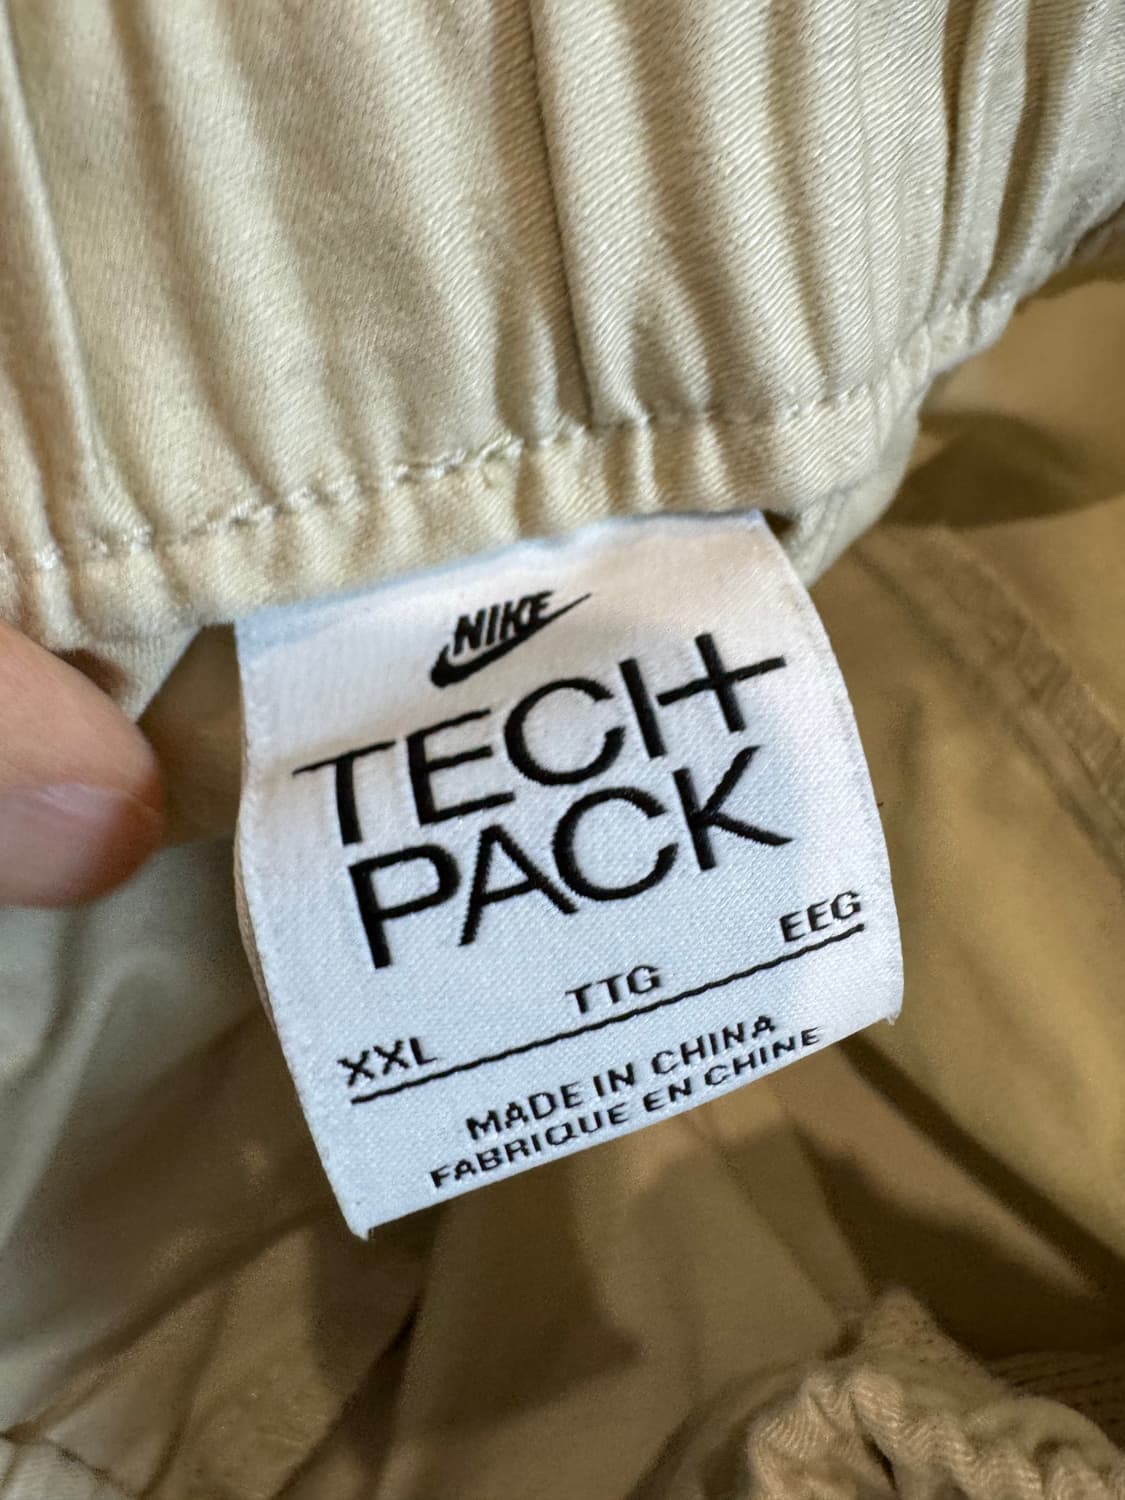 NIKE
TECH
PACK
XXL TTG EEG
MADE IN CHINA
FABRIQUE EN CHINE